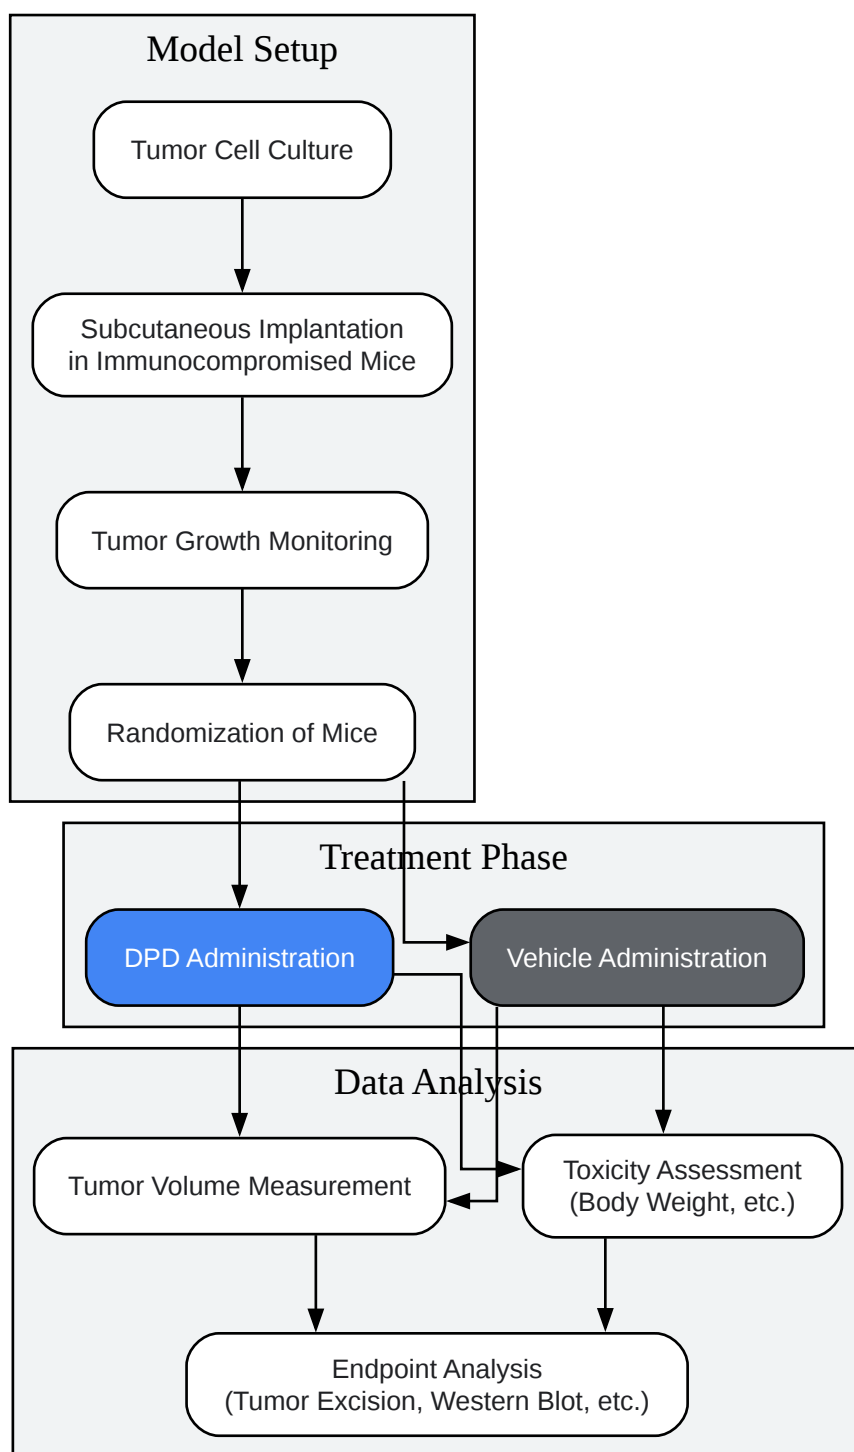 Model Setup
Tumor Cell Culture
Subcutaneous Implantation
in Immunocompromised Mice
Tumor Growth Monitoring
Randomization of Mice
Treatment Phase
DPD Administration
Vehicle Administration
Data Analysis
Tumor Volume Measurement
Toxicity Assessment
(Body Weight, etc.)
Endpoint Analysis
(Tumor Excision, Western Blot, etc.)